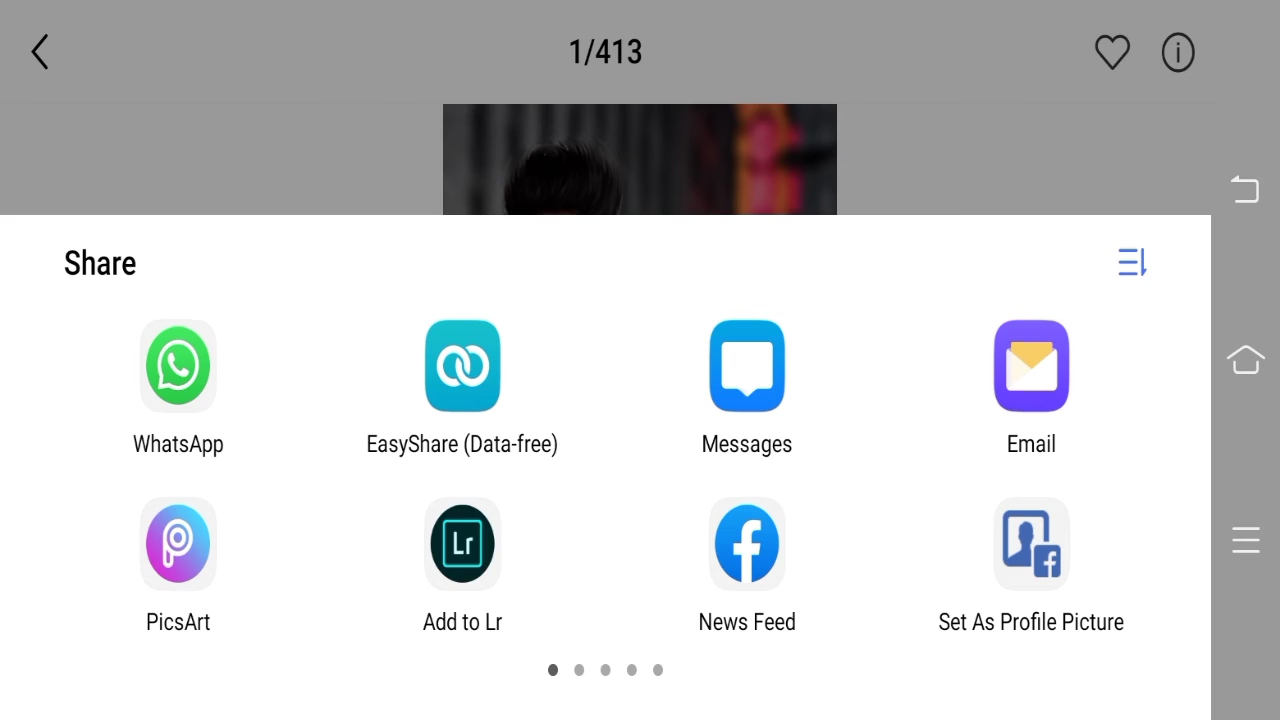 1/413
Share
WhatsApp
EasyShare (Data-free)
Messages
Email
PicsArt
Lr
Add to Lr
News Feed
Set As Profile Picture